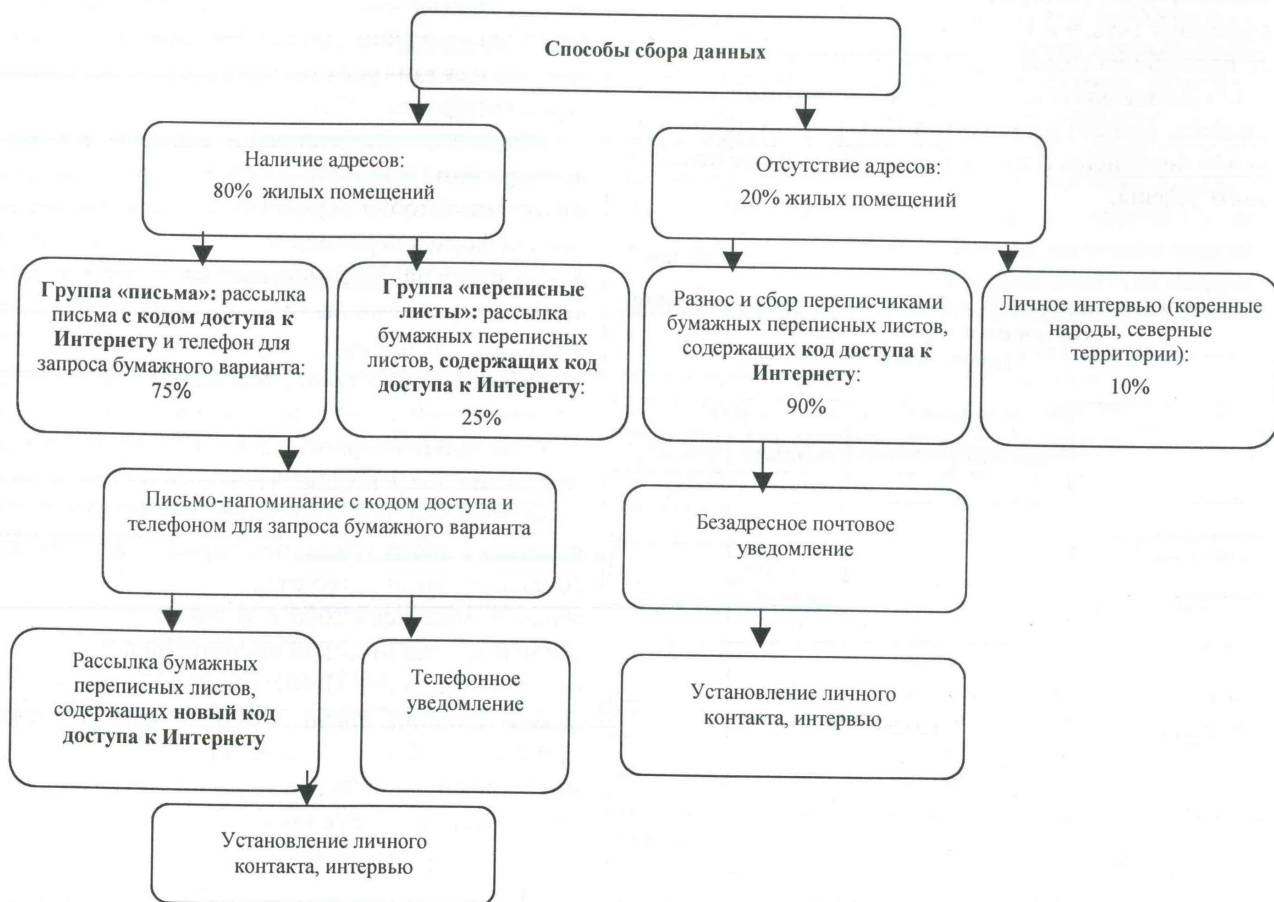 Способы сбора данных
Наличие адресов:
80% жилых помещений
Отсутствие адресов:
20% жилых помещений
Группа «письма»: рассылка
письма с кодом доступа к
Интернету и телефон для
запроса бумажного варианта:
75%
Группа «переписные
листы»: рассылка
бумажных переписных
листов, содержащих код
доступа к Интернету:
25%
Разнос и сбор переписчиками
бумажных переписных листов,
содержащих код доступа к
Интернету:
90%
Личное интервью (коренные
народы, северные
территории):
10%
Письмо-напоминание с кодом доступа и
телефоном для запроса бумажного варианта
Безадресное почтовое
уведомление
Рассылка бумажных
переписных листов,
содержащих новый код
доступа к Интернету
Телефонное
уведомление
Установление личного
контакта, интервью
Установление личного
контакта, интервью